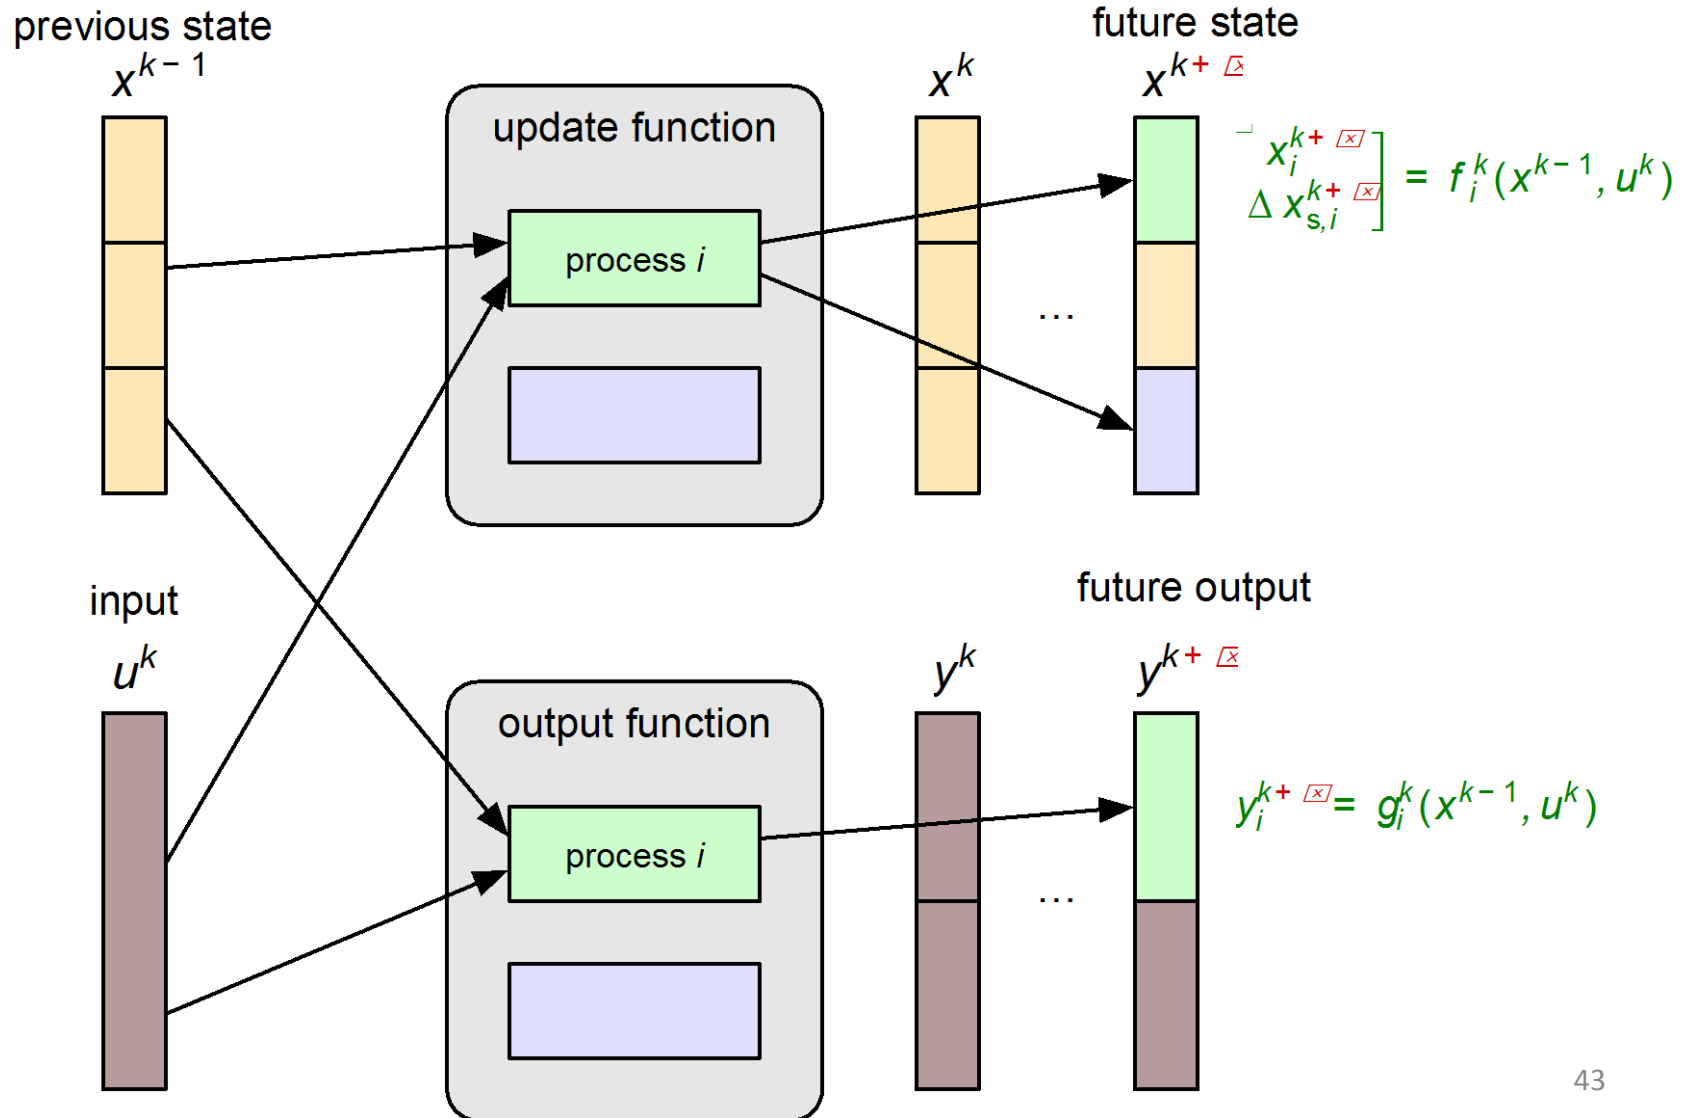 previous state
x^{k-1}
update function
process i
x^k
...
future state
x^{k+ ☒}
x_i^{k+ ☒}
Δ x_{s,i}^{k+ ☒} ] = f_i^k(x^{k-1}, u^k)
input
u^k
output function
process i
y^k
...
future output
y^{k+ ☒}
y_i^{k+ ☒} = g_i^k(x^{k-1}, u^k)
43